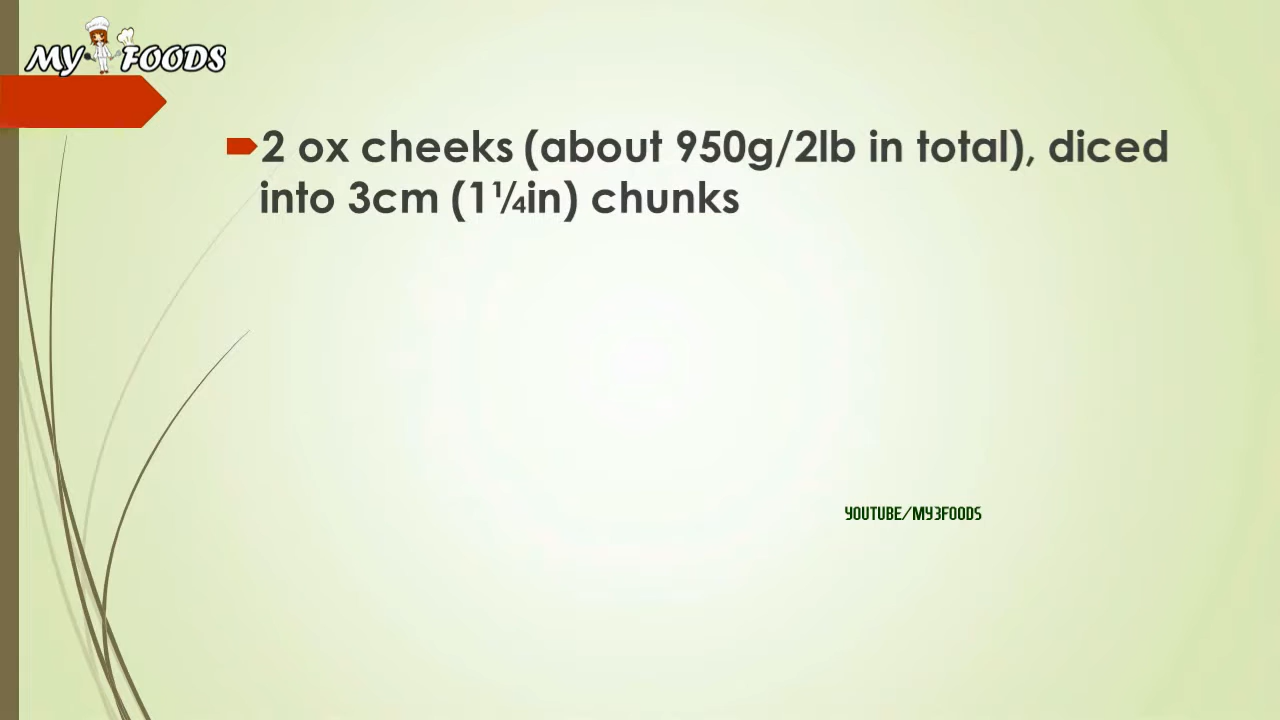 MY FOODS
2 ox cheeks (about 950g/2lb in total), diced
into 3cm (1¼in) chunks
YOUTUBE/MY3FOODS